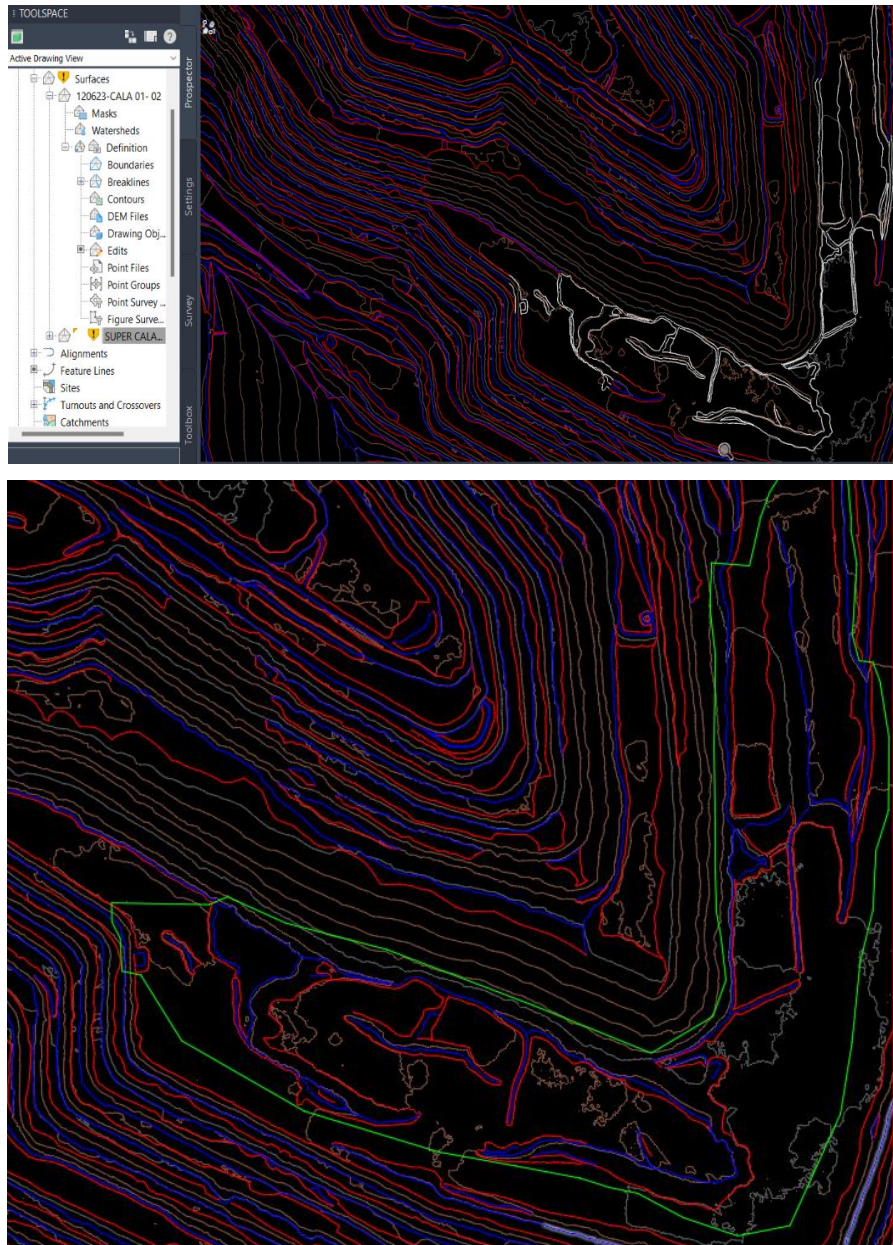 TOOLSPACE
Active Drawing View
Surfaces
120623-CALA 01- 02
Masks
Watersheds
Definition
Boundaries
Breaklines
Contours
DEM Files
Drawing Obj...
Edits
Point Files
Point Groups
Point Survey ...
Figure Surve...
SUPER CALA...
Alignments
Feature Lines
Sites
Turnouts and Crossovers
Catchments
Prospector
Settings
Survey
Toolbox